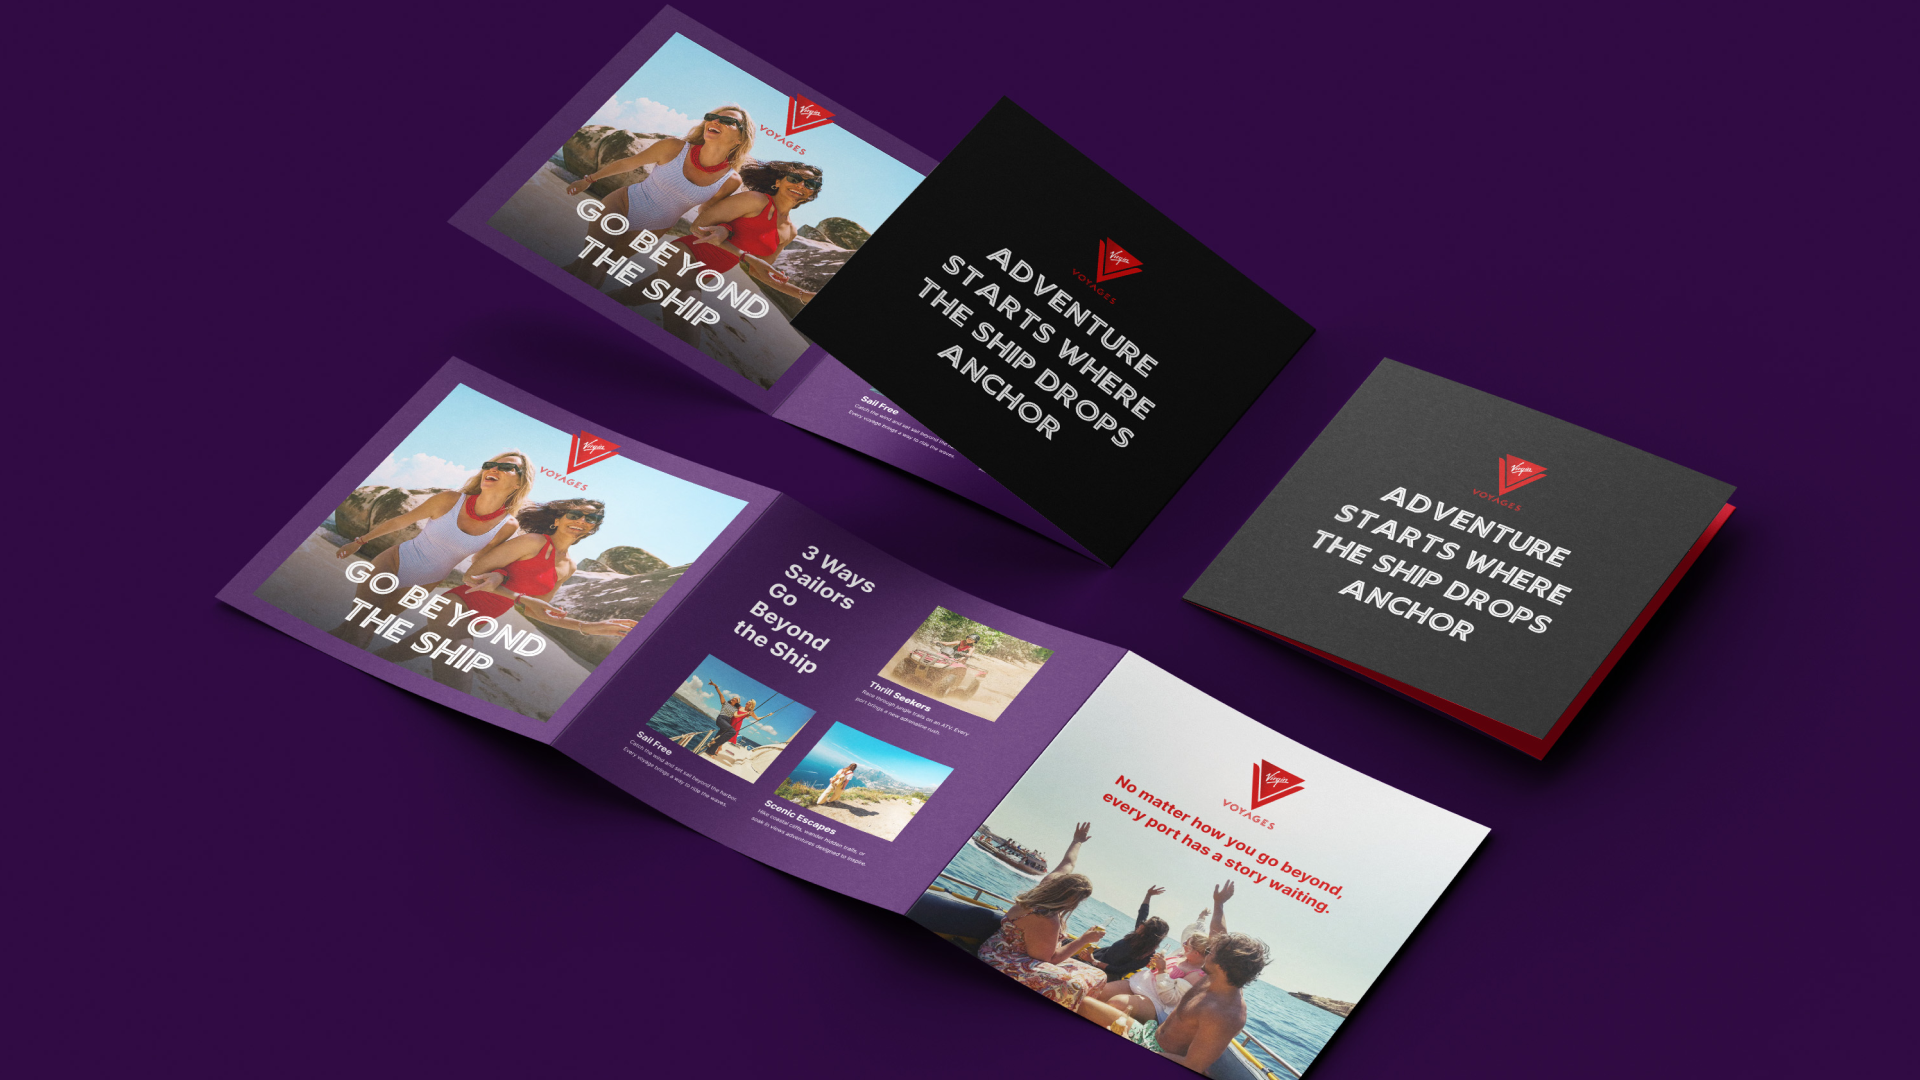 Virgin
VOYAGES
GO BEYOND
THE SHIP
Sail Free
Catch the wind and set sail beyond the
Every voyage brings a way to ride the waves.
Virgin
VOYAGES
ADVENTURE
STARTS WHERE
THE SHIP DROPS
ANCHOR
Virgin
VOYAGES
ADVENTURE
STARTS WHERE
THE SHIP DROPS
ANCHOR
Virgin
VOYAGES
GO BEYOND
THE SHIP
3 Ways
Sailors
Go
Beyond
the Ship
Thrill Seekers
Race through jungle trails on an ATV. Every
port brings a new adrenaline rush.
Sail Free
Catch the wind and set sail beyond the harbor.
Every voyage brings a way to ride the waves.
Scenic Escapes
Hike coastal cliffs, wander hidden trails, or
soak in views adventures designed to inspire.
Virgin
VOYAGES
No matter how you go beyond,
every port has a story waiting.